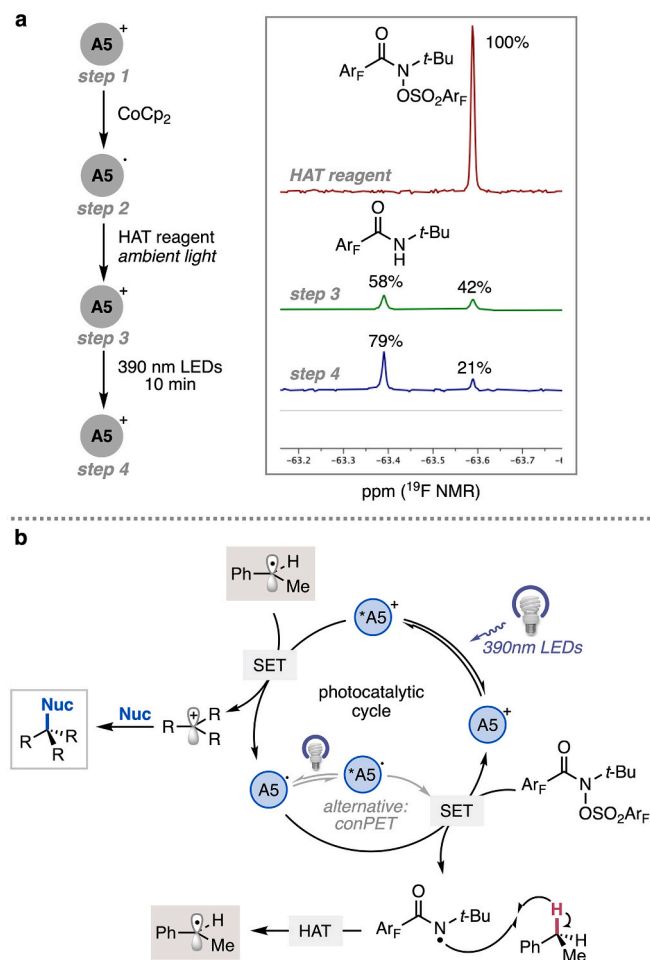 a
A5 +
step 1
CoCp2
A5 ·
step 2
HAT reagent
ambient light
A5 +
step 3
390 nm LEDs
10 min
A5 +
step 4
O
ArF N t-Bu
OSO2ArF
100%
HAT reagent
O
ArF N t-Bu
H
58% 42%
step 3
79% 21%
step 4
−63.2 −63.3 −63.4 −63.5 −63.6 −63.7
ppm (19F NMR)
b
Ph H
Me
*A5 +
390nm LEDs
SET
photocatalytic
cycle
Nuc
R R
R
Nuc
R + R
R
A5 +
A5 ·
*A5 ·
alternative:
conPET
SET
O
ArF N t-Bu
OSO2ArF
O
ArF N t-Bu
HAT
Ph H
Me
H
Ph H
Me